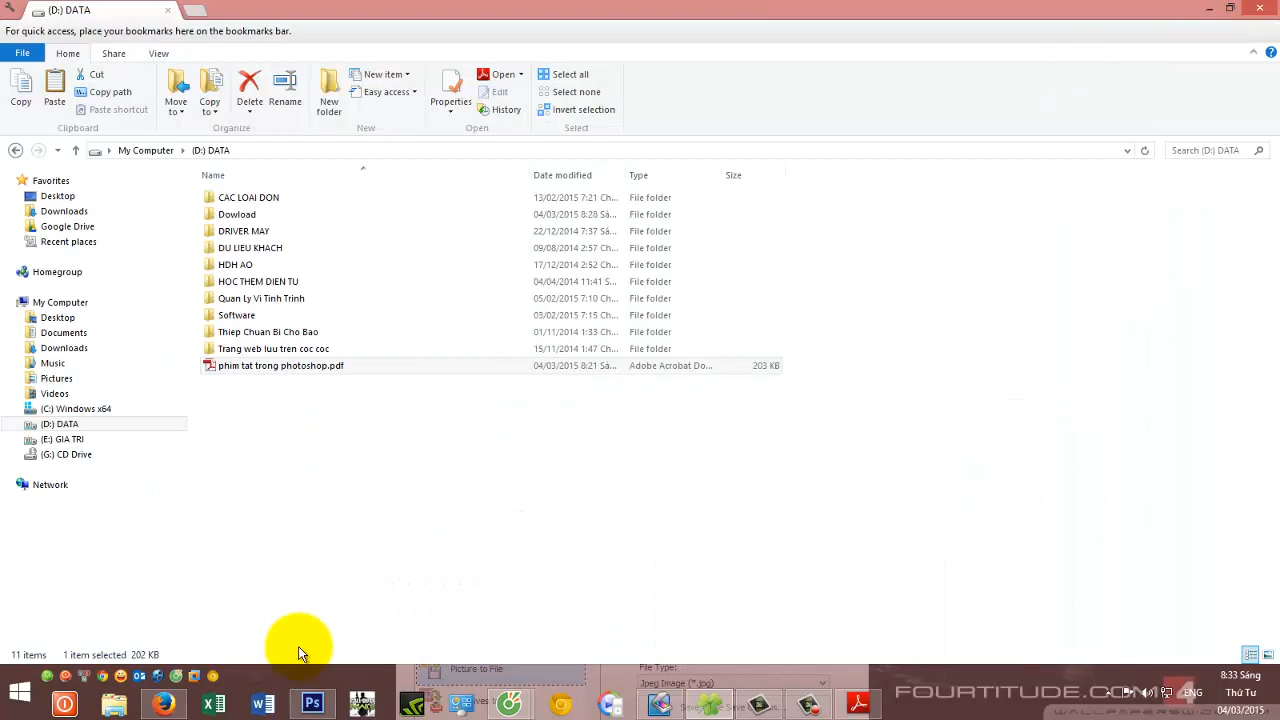 (D:) DATA
For quick access, place your bookmarks here on the bookmarks bar.
File Home Share View
Copy
Paste
Cut
Copy path
Paste shortcut
Clipboard
Move to
Copy to
Delete
Rename
Organize
New folder
New item
Easy access
New
Properties
Open
Edit
History
Open
Select all
Select none
Invert selection
Select
My Computer (D:) DATA
Search (D:) DATA
Name Date modified Type Size
Favorites
Desktop
Downloads
Google Drive
Recent places
Homegroup
My Computer
Desktop
Documents
Downloads
Music
Pictures
Videos
(C:) Windows x64
(D:) DATA
(E:) GIA TRI
(G:) CD Drive
Network
CAC LOAI DON 13/02/2015 7:21 Ch... File folder
Dowload 04/03/2015 8:28 Sá... File folder
DRIVER MAY 22/12/2014 7:37 Sá... File folder
DU LIEU KHACH 09/08/2014 2:57 Ch... File folder
HDH AO 17/12/2014 2:52 Ch... File folder
HOC THEM DIEN TU 04/04/2014 11:41 S... File folder
Quan Ly Vi Tinh Trinh 05/02/2015 7:10 Ch... File folder
Software 03/02/2015 7:15 Ch... File folder
Thiep Chuan Bi Cho Bao 01/11/2014 1:33 Ch... File folder
Trang web luu tren coc coc 15/11/2014 1:47 Ch... File folder
phim tat trong photoshop.pdf 04/03/2015 8:21 Sá... Adobe Acrobat Do... 203 KB
11 items 1 item selected 202 KB
Picture to File
File Type:
Jpeg Image (*.jpg)
Ps
FOURTITUDE.COM
ENG
8:33 Sáng
Thứ Tư
04/03/2015